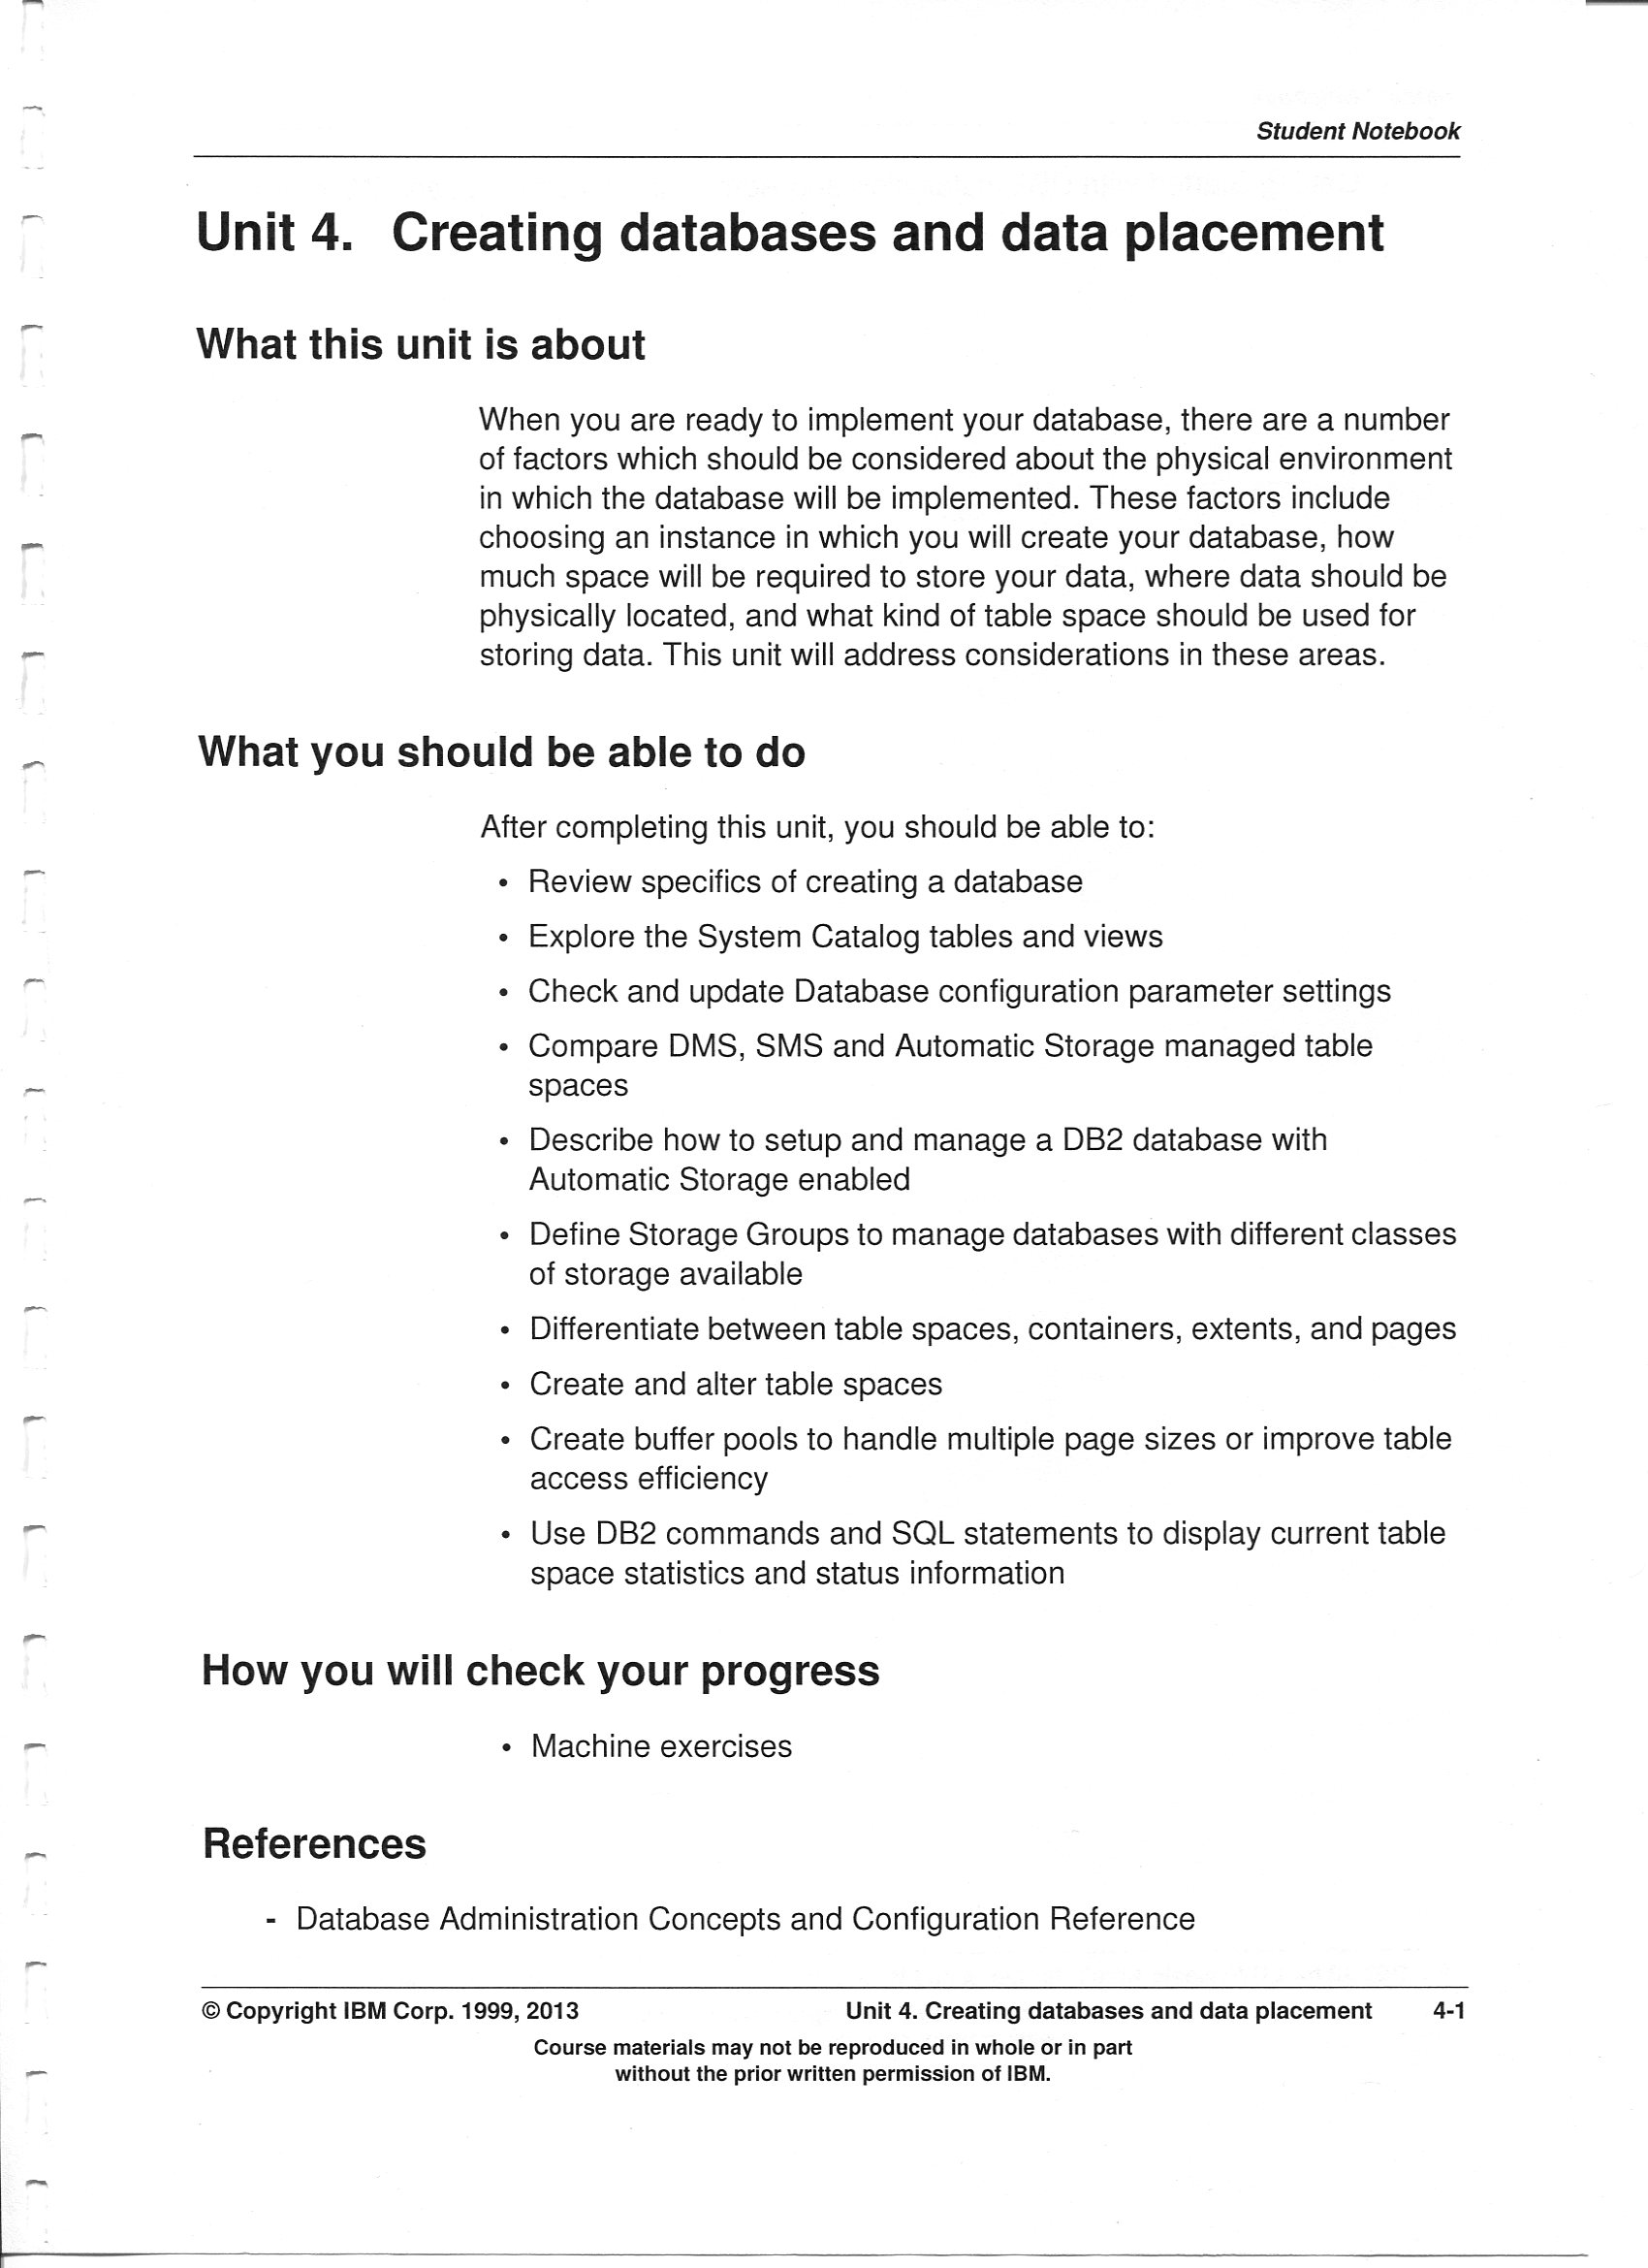 Student Notebook
Unit 4. Creating databases and data placement
What this unit is about
When you are ready to implement your database, there are a number
of factors which should be considered about the physical environment
in which the database will be implemented. These factors include
choosing an instance in which you will create your database, how
much space will be required to store your data, where data should be
physically located, and what kind of table space should be used for
storing data. This unit will address considerations in these areas.
What you should be able to do
After completing this unit, you should be able to:
• Review specifics of creating a database
• Explore the System Catalog tables and views
• Check and update Database configuration parameter settings
• Compare DMS, SMS and Automatic Storage managed table
spaces
• Describe how to setup and manage a DB2 database with
Automatic Storage enabled
• Define Storage Groups to manage databases with different classes
of storage available
• Differentiate between table spaces, containers, extents, and pages
• Create and alter table spaces
• Create buffer pools to handle multiple page sizes or improve table
access efficiency
• Use DB2 commands and SQL statements to display current table
space statistics and status information
How you will check your progress
• Machine exercises
References
- Database Administration Concepts and Configuration Reference
© Copyright IBM Corp. 1999, 2013 Unit 4. Creating databases and data placement 4-1
Course materials may not be reproduced in whole or in part
without the prior written permission of IBM.